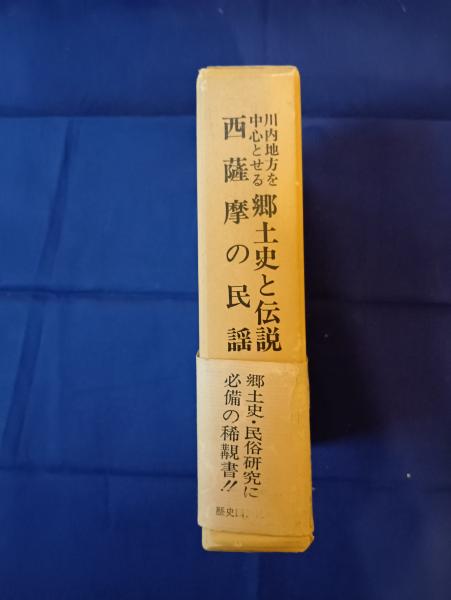 川内地方を
中心とせる
郷土史と伝説
西薩摩の民謡
郷土史・民俗研究に
必備の稀覯書!!
歴史図